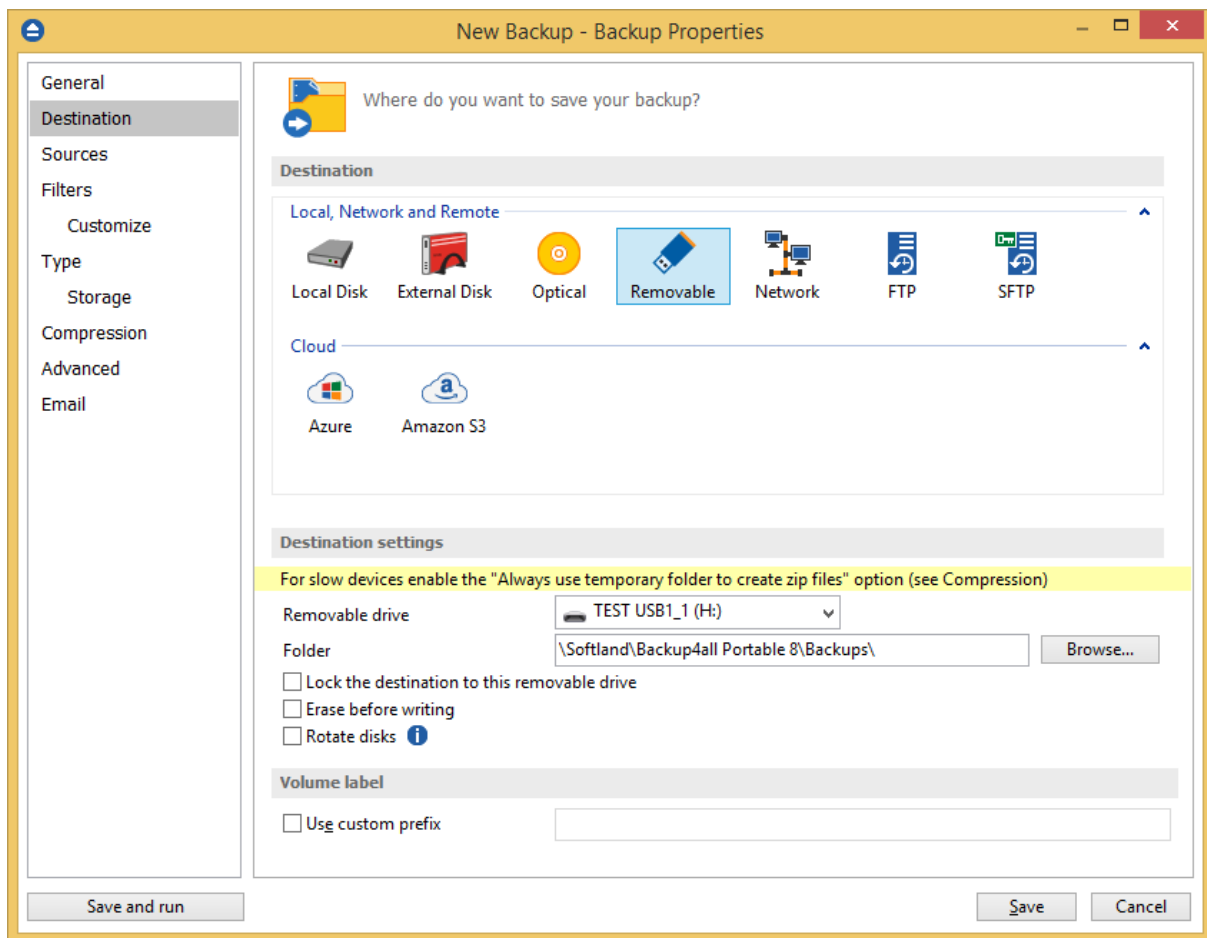 New Backup - Backup Properties
General
Destination
Sources
Filters
Customize
Type
Storage
Compression
Advanced
Email
Where do you want to save your backup?
Destination
Local, Network and Remote
Local Disk External Disk Optical Removable Network FTP SFTP
Cloud
a
Azure Amazon S3
Destination settings
For slow devices enable the "Always use temporary folder to create zip files" option (see Compression)
Removable drive TEST USB1_1 (H:)
Folder \Softland\Backup4all Portable 8\Backups\ Browse...
Lock the destination to this removable drive
Erase before writing
Rotate disks i
Volume label
Use custom prefix
Save and run Save Cancel